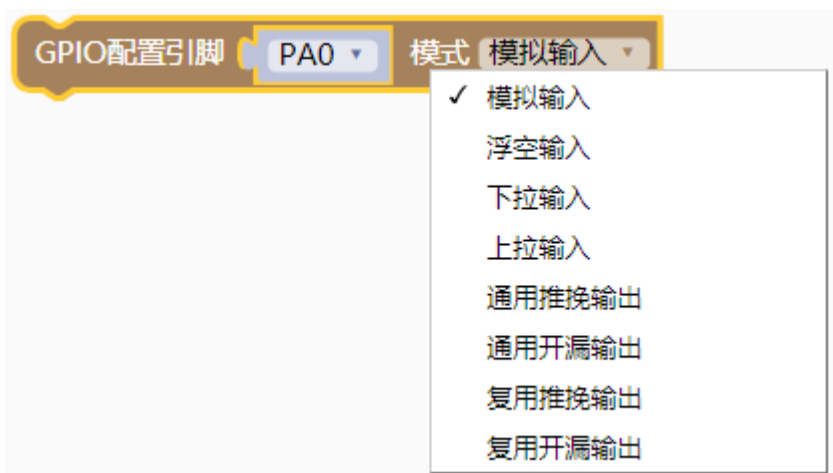 GPIO配置引脚 PA0 模式 模拟输入
✓ 模拟输入
浮空输入
下拉输入
上拉输入
通用推挽输出
通用开漏输出
复用推挽输出
复用开漏输出